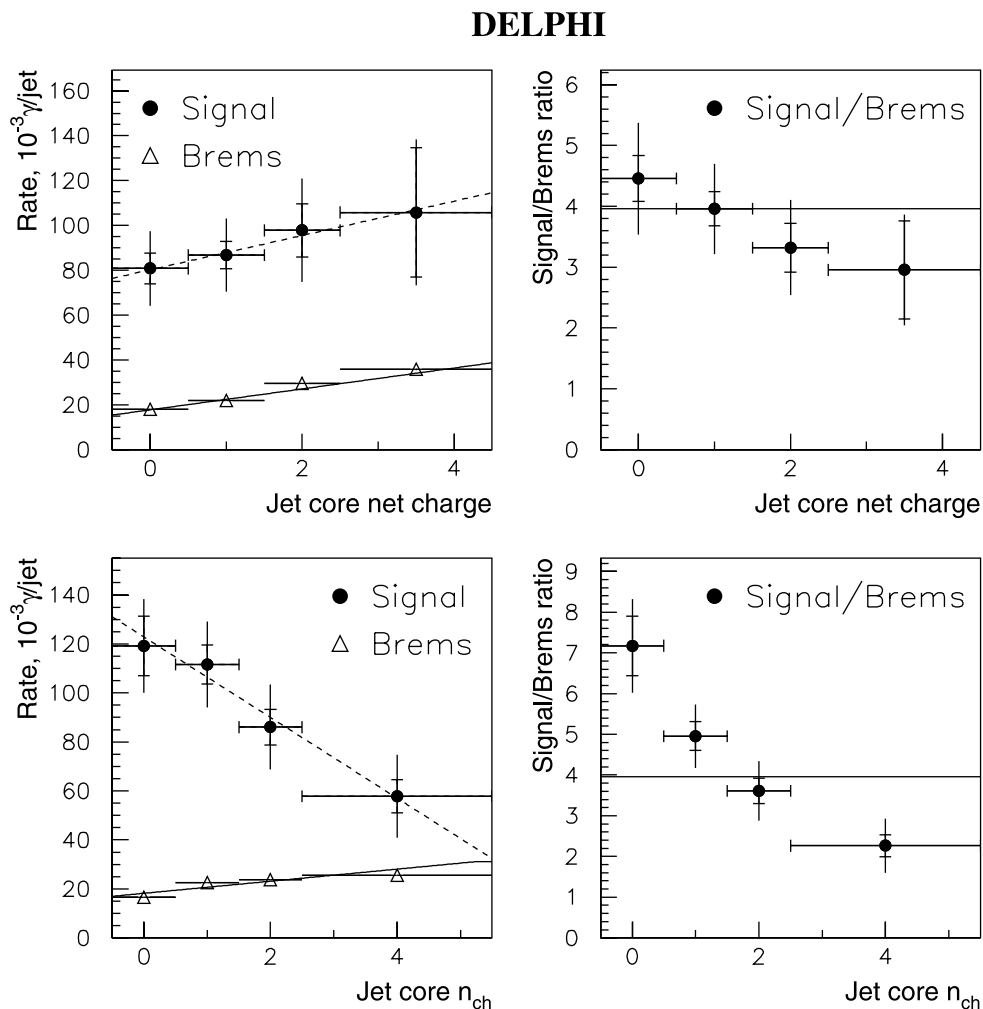 DELPHI
Rate, 10⁻³γ/jet
160
140
120
100
80
60
40
20
0
Signal
Brems
0 2 4
Jet core net charge
Signal/Brems ratio
6
5
4
3
2
1
0
Signal/Brems
0 2 4
Jet core net charge
Rate, 10⁻³γ/jet
140
120
100
80
60
40
20
0
Signal
Brems
0 2 4
Jet core n_ch
Signal/Brems ratio
9
8
7
6
5
4
3
2
1
0
Signal/Brems
0 2 4
Jet core n_ch